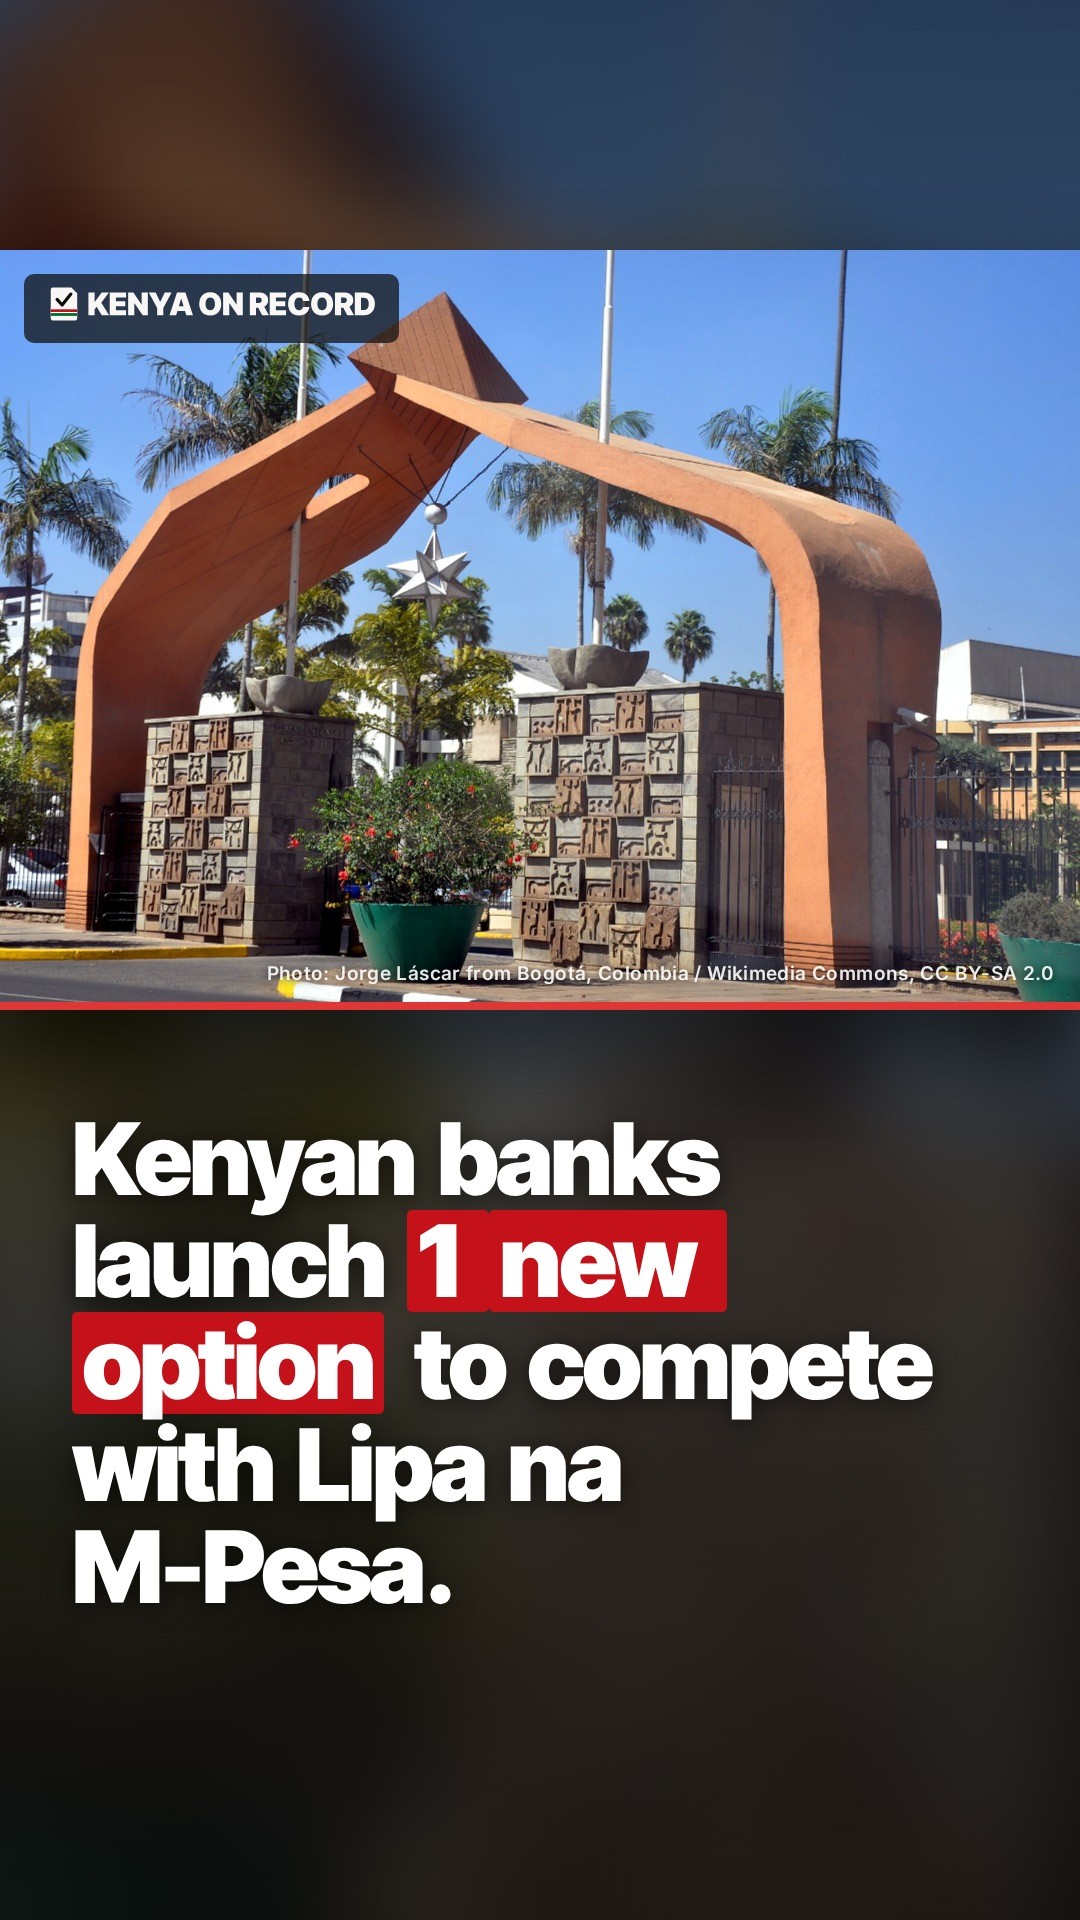 KENYA ON RECORD
Photo: Jorge Láscar from Bogotá, Colombia / Wikimedia Commons, CC BY-SA 2.0
Kenyan banks
launch 1 new
option to compete
with Lipa na
M-Pesa.